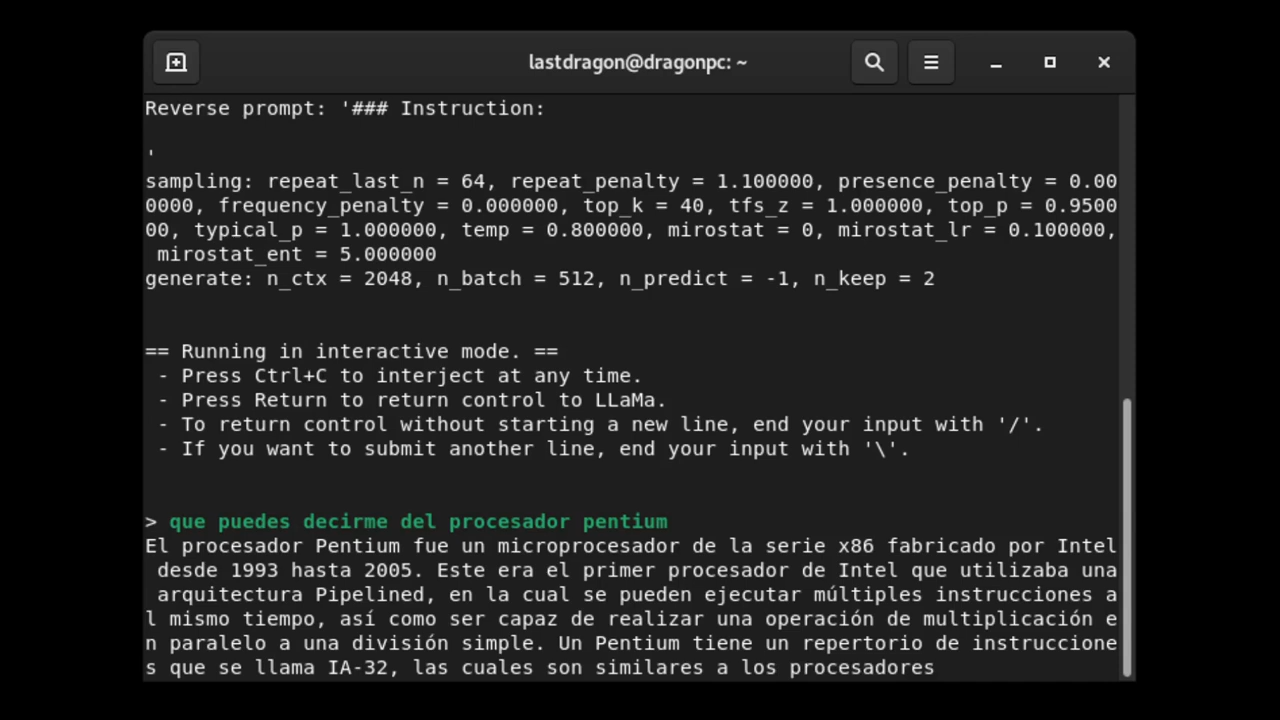 lastdragon@dragonpc: ~
Reverse prompt: '### Instruction:
'
sampling: repeat_last_n = 64, repeat_penalty = 1.100000, presence_penalty = 0.00
0000, frequency_penalty = 0.000000, top_k = 40, tfs_z = 1.000000, top_p = 0.9500
00, typical_p = 1.000000, temp = 0.800000, mirostat = 0, mirostat_lr = 0.100000,
 mirostat_ent = 5.000000
generate: n_ctx = 2048, n_batch = 512, n_predict = -1, n_keep = 2
== Running in interactive mode. ==
 - Press Ctrl+C to interject at any time.
 - Press Return to return control to LLaMa.
 - To return control without starting a new line, end your input with '/'.
 - If you want to submit another line, end your input with '\'.
> que puedes decirme del procesador pentium
El procesador Pentium fue un microprocesador de la serie x86 fabricado por Intel
 desde 1993 hasta 2005. Este era el primer procesador de Intel que utilizaba una
 arquitectura Pipelined, en la cual se pueden ejecutar múltiples instrucciones a
l mismo tiempo, así como ser capaz de realizar una operación de multiplicación e
n paralelo a una división simple. Un Pentium tiene un repertorio de instruccione
s que se llama IA-32, las cuales son similares a los procesadores